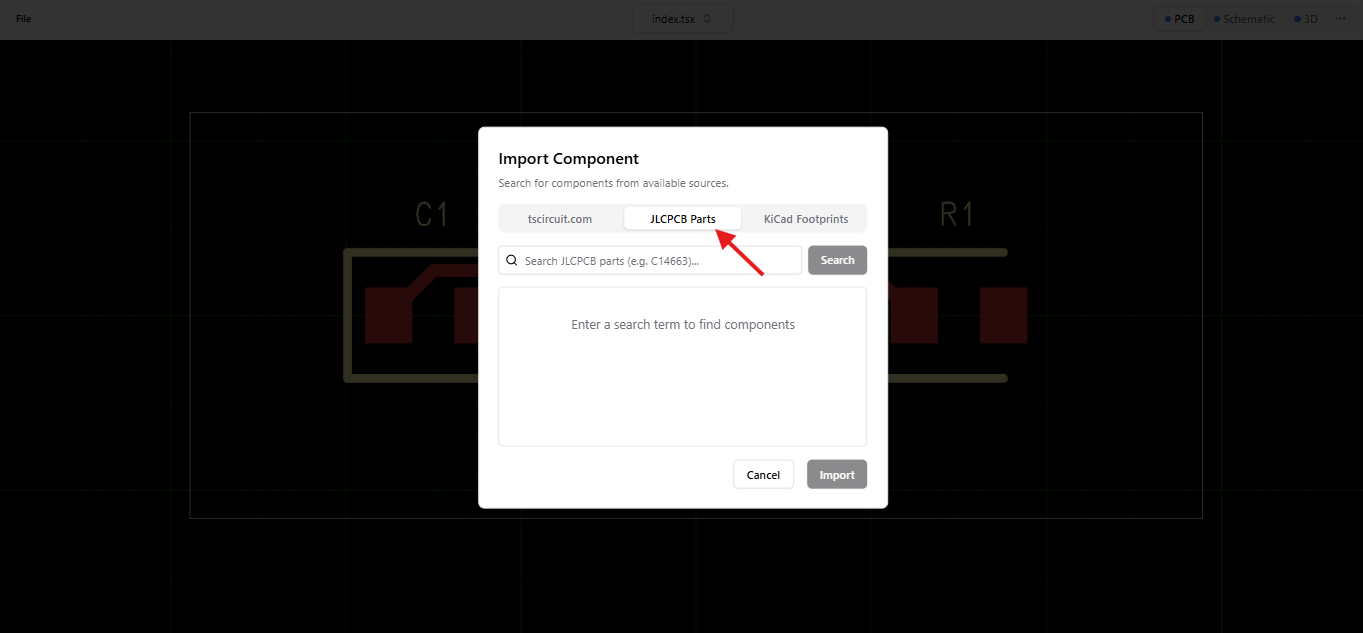 File
index.tsx
PCB
Schematic
3D
C1
R1
Import Component
Search for components from available sources.
tscircuit.com
JLCPCB Parts
KiCad Footprints
Search JLCPCB parts (e.g. C14663)...
Search
Enter a search term to find components
Cancel
Import